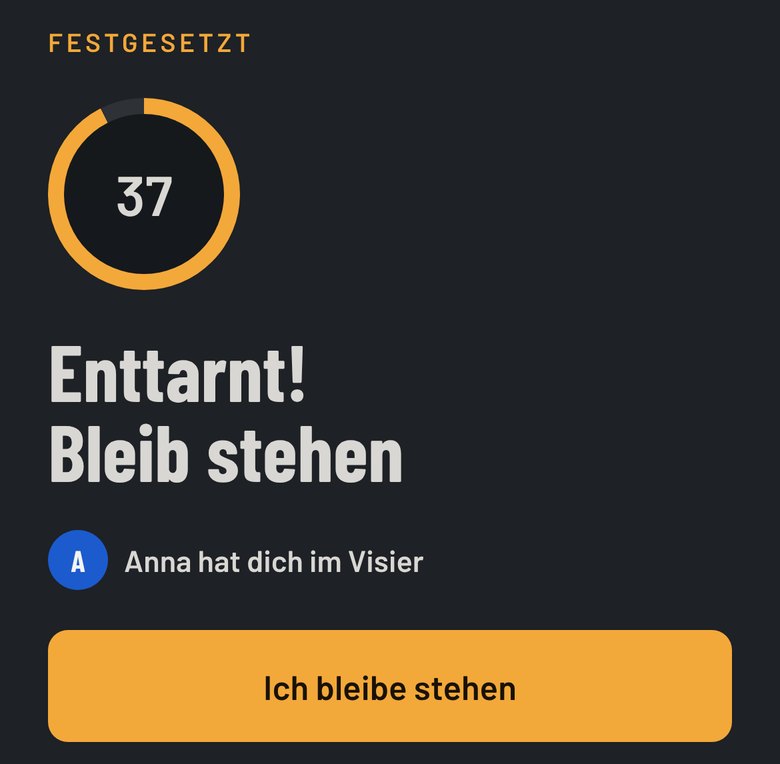 FESTGESETZT
37
Enttarnt!
Bleib stehen
A Anna hat dich im Visier
Ich bleibe stehen